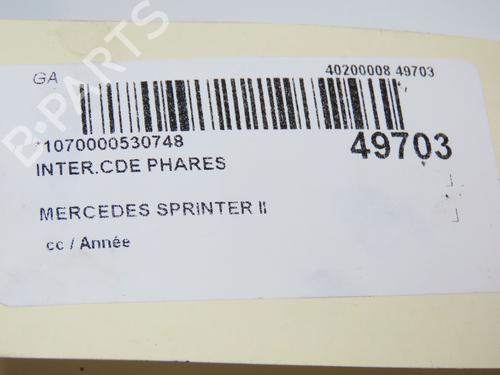 GA
40200008 49703
*1070000530748
49703
INTER.CDE PHARES
MERCEDES SPRINTER II
cc / Année
B-PARTS